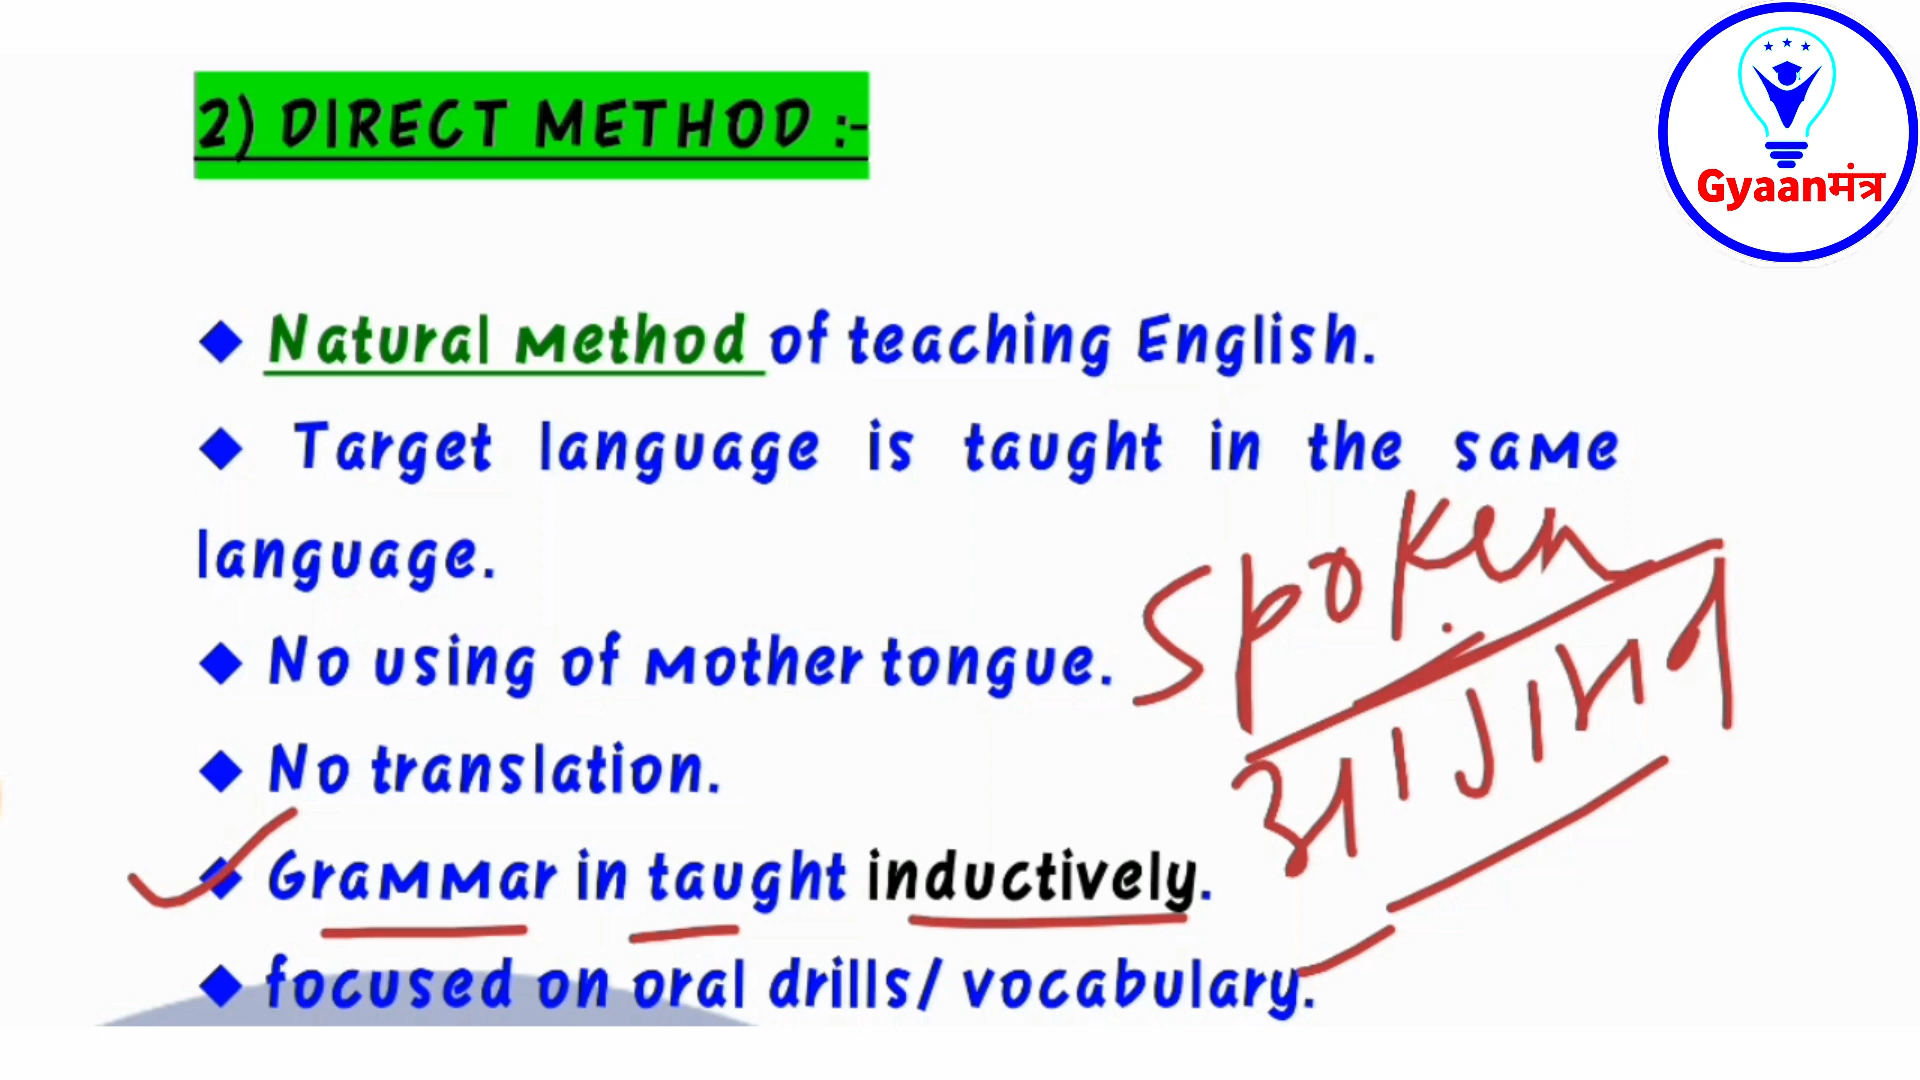 2) DIRECT METHOD :-
Gyaanमंत्र
◆ Natural Method of teaching English.
◆ Target language is taught in the same
language.
◆ No using of Mother tongue.
◆ No translation.
◆ Grammar in taught inductively.
◆ focused on oral drills/ vocabulary.
Spoken